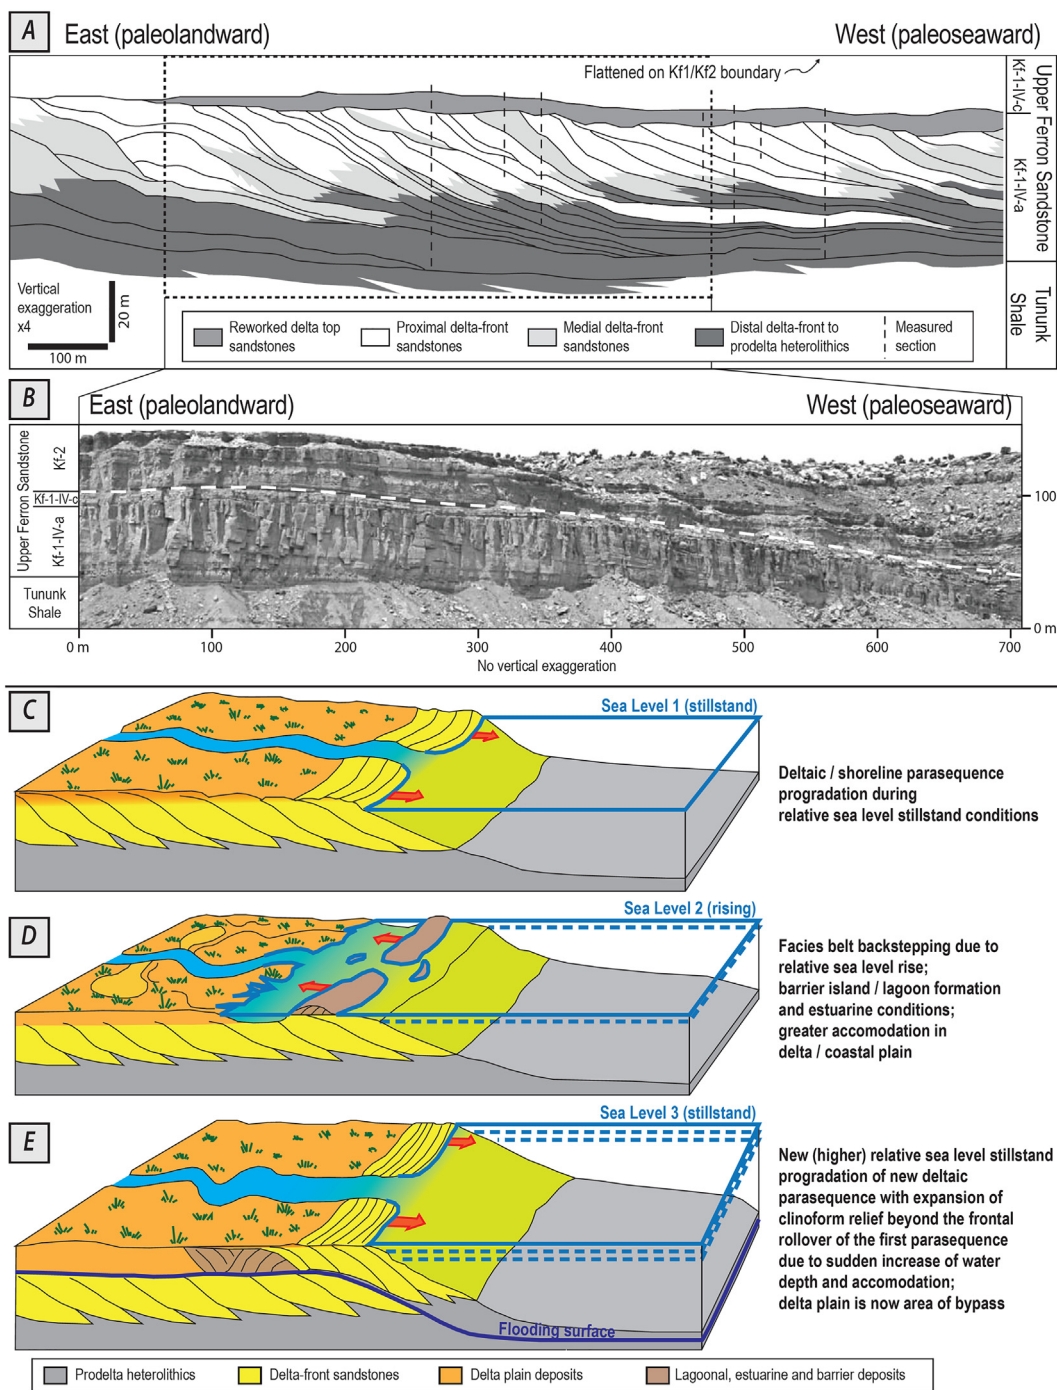 A
East (paleolandward)
West (paleoseaward)
Flattened on Kf1/Kf2 boundary
Kf-1-IV-c
Kf-1-IV-a
Upper Ferron Sandstone
Tununk
Shale
Vertical
exaggeration
x4
20 m
100 m
Reworked delta top
sandstones
Proximal delta-front
sandstones
Medial delta-front
sandstones
Distal delta-front to
prodelta heterolithics
Measured
section
B
East (paleolandward)
West (paleoseaward)
Upper Ferron Sandstone
Kf-2
Kf-1-IV-c
Kf-1-IV-a
Tununk
Shale
100
0 m
0 m
100
200
300
400
500
600
700
No vertical exaggeration
C
Sea Level 1 (stillstand)
Deltaic / shoreline parasequence
progradation during
relative sea level stillstand conditions
D
Sea Level 2 (rising)
Facies belt backstepping due to
relative sea level rise;
barrier island / lagoon formation
and estuarine conditions;
greater accomodation in
delta / coastal plain
E
Sea Level 3 (stillstand)
New (higher) relative sea level stillstand
progradation of new deltaic
parasequence with expansion of
clinoform relief beyond the frontal
rollover of the first parasequence
due to sudden increase of water
depth and accomodation;
delta plain is now area of bypass
Flooding surface
Prodelta heterolithics
Delta-front sandstones
Delta plain deposits
Lagoonal, estuarine and barrier deposits